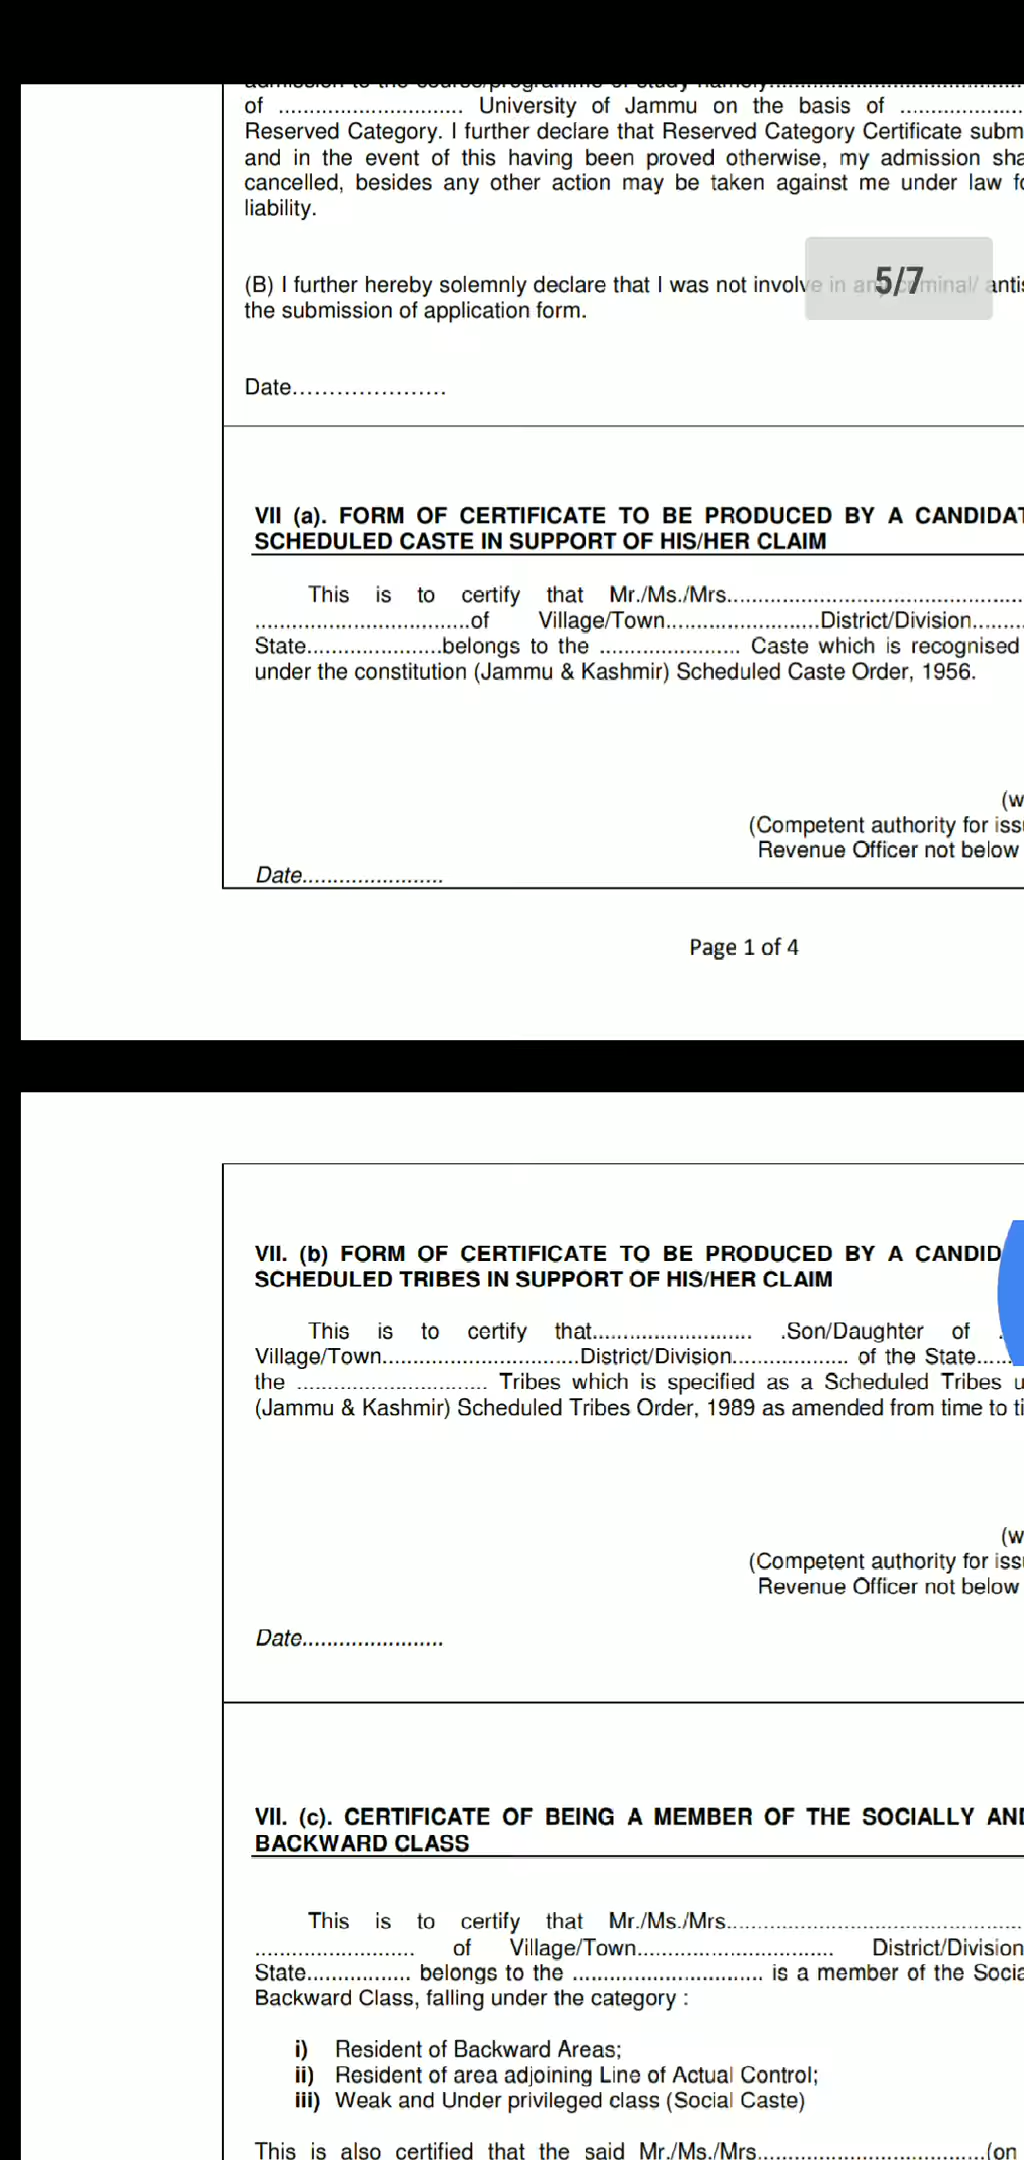 of .............................. University of Jammu on the basis of ....................
Reserved Category. I further declare that Reserved Category Certificate subm
and in the event of this having been proved otherwise, my admission sha
cancelled, besides any other action may be taken against me under law fo
liability.
(B) I further hereby solemnly declare that I was not involve in any criminal/ antis
5/7
the submission of application form.
Date.....................
VII (a). FORM OF CERTIFICATE TO BE PRODUCED BY A CANDIDAT
SCHEDULED CASTE IN SUPPORT OF HIS/HER CLAIM
This is to certify that Mr./Ms./Mrs.................................................
...................................of Village/Town.........................District/Division.........
State......................belongs to the ....................... Caste which is recognised
under the constitution (Jammu & Kashmir) Scheduled Caste Order, 1956.
(w
(Competent authority for issu
Revenue Officer not below
Date.......................
Page 1 of 4
VII. (b) FORM OF CERTIFICATE TO BE PRODUCED BY A CANDID
SCHEDULED TRIBES IN SUPPORT OF HIS/HER CLAIM
This is to certify that.......................... .Son/Daughter of .
Village/Town................................District/Division................... of the State......
the ............................... Tribes which is specified as a Scheduled Tribes u
(Jammu & Kashmir) Scheduled Tribes Order, 1989 as amended from time to ti
(w
(Competent authority for issu
Revenue Officer not below
Date.......................
VII. (c). CERTIFICATE OF BEING A MEMBER OF THE SOCIALLY AND
BACKWARD CLASS
This is to certify that Mr./Ms./Mrs.................................................
.......................... of Village/Town................................ District/Division
State................. belongs to the ............................... is a member of the Socia
Backward Class, falling under the category :
i) Resident of Backward Areas;
ii) Resident of area adjoining Line of Actual Control;
iii) Weak and Under privileged class (Social Caste)
This is also certified that the said Mr./Ms./Mrs.....................................(on